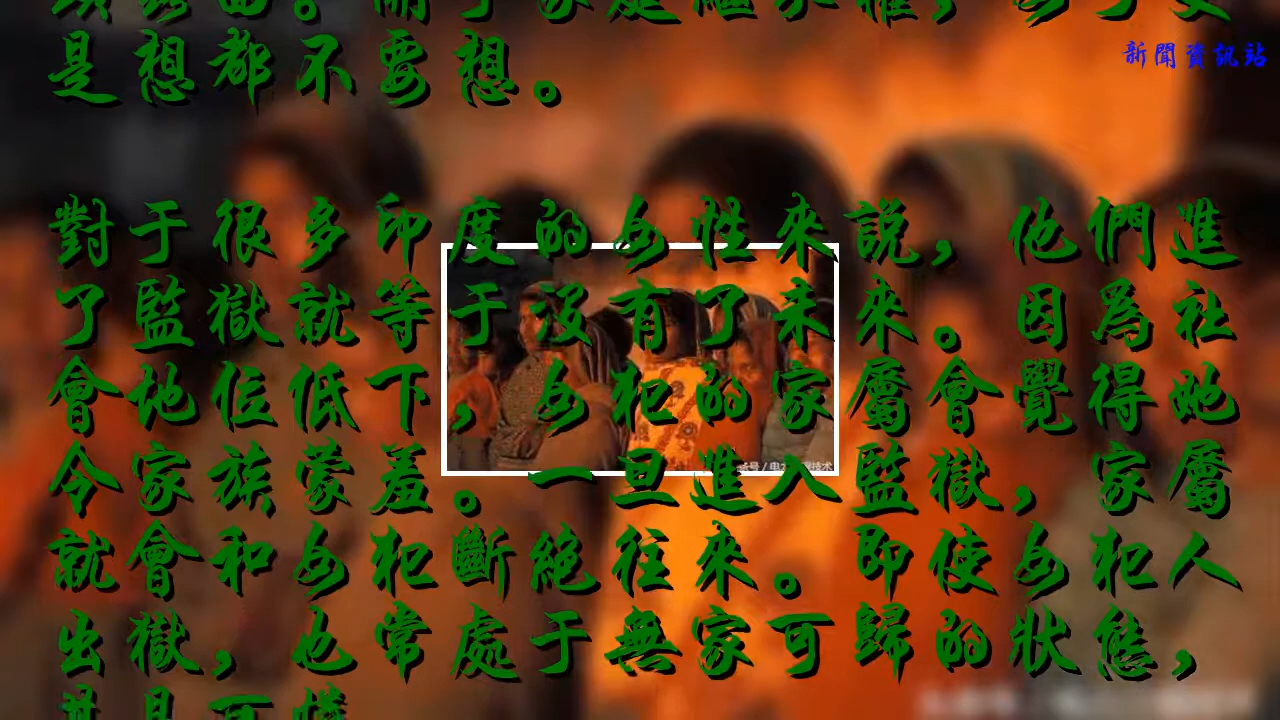 是想都不要想。
新聞資訊站
對于很多印度的女性來説，他們進
了監獄就等于没有了未來。因爲社
會地位低下，女犯的家屬會覺得她
令家族蒙羞。一旦進入監獄，家屬
就會和女犯斷絶往來。即使女犯人
出獄，也常處于無家可歸的狀態，